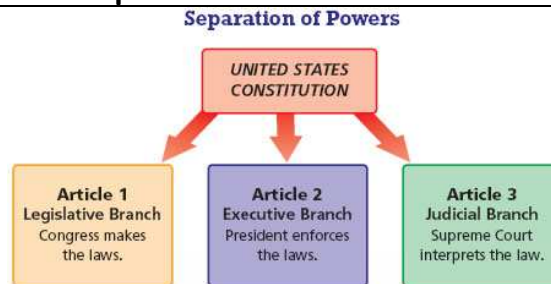 Separation of Powers
UNITED STATES
CONSTITUTION
Article 1
Legislative Branch
Congress makes
the laws.
Article 2
Executive Branch
President enforces
the laws.
Article 3
Judicial Branch
Supreme Court
interprets the law.